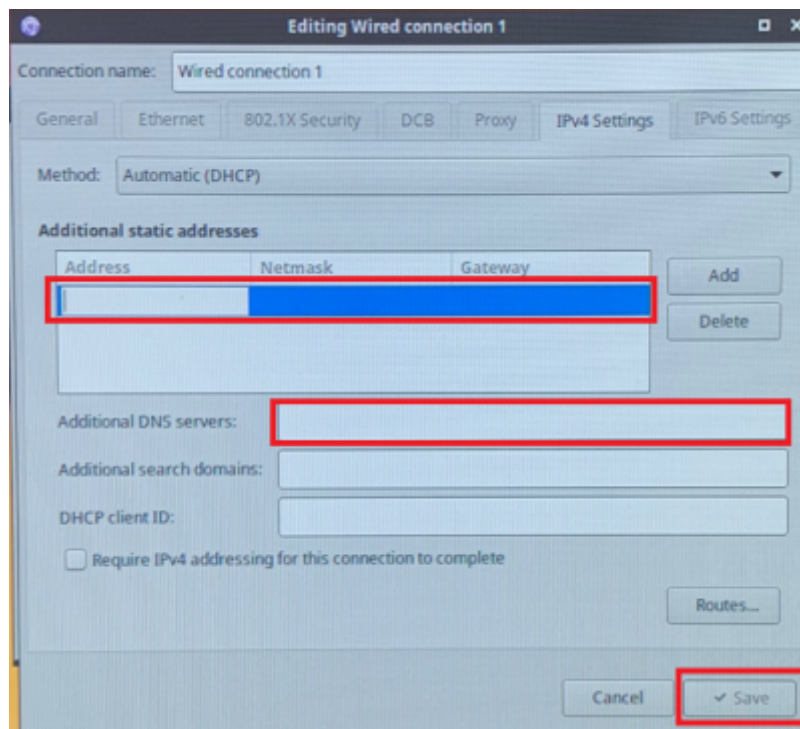 Editing Wired connection 1
Connection name: Wired connection 1
General Ethernet 802.1X Security DCB Proxy IPv4 Settings IPv6 Settings
Method: Automatic (DHCP)
Additional static addresses
Address Netmask Gateway
Add
Delete
Additional DNS servers:
Additional search domains:
DHCP client ID:
Require IPv4 addressing for this connection to complete
Routes...
Cancel ✓ Save